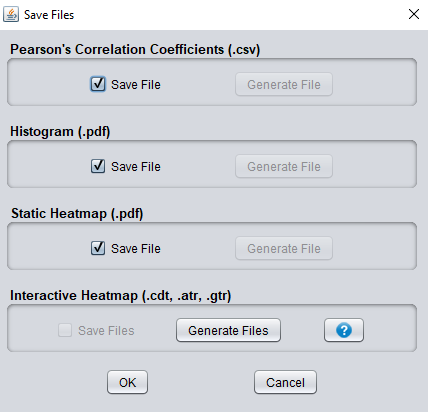 Save Files
Pearson's Correlation Coefficients (.csv)
Save File Generate File
Histogram (.pdf)
Save File Generate File
Static Heatmap (.pdf)
Save File Generate File
Interactive Heatmap (.cdt, .atr, .gtr)
Save Files Generate Files ?
OK Cancel